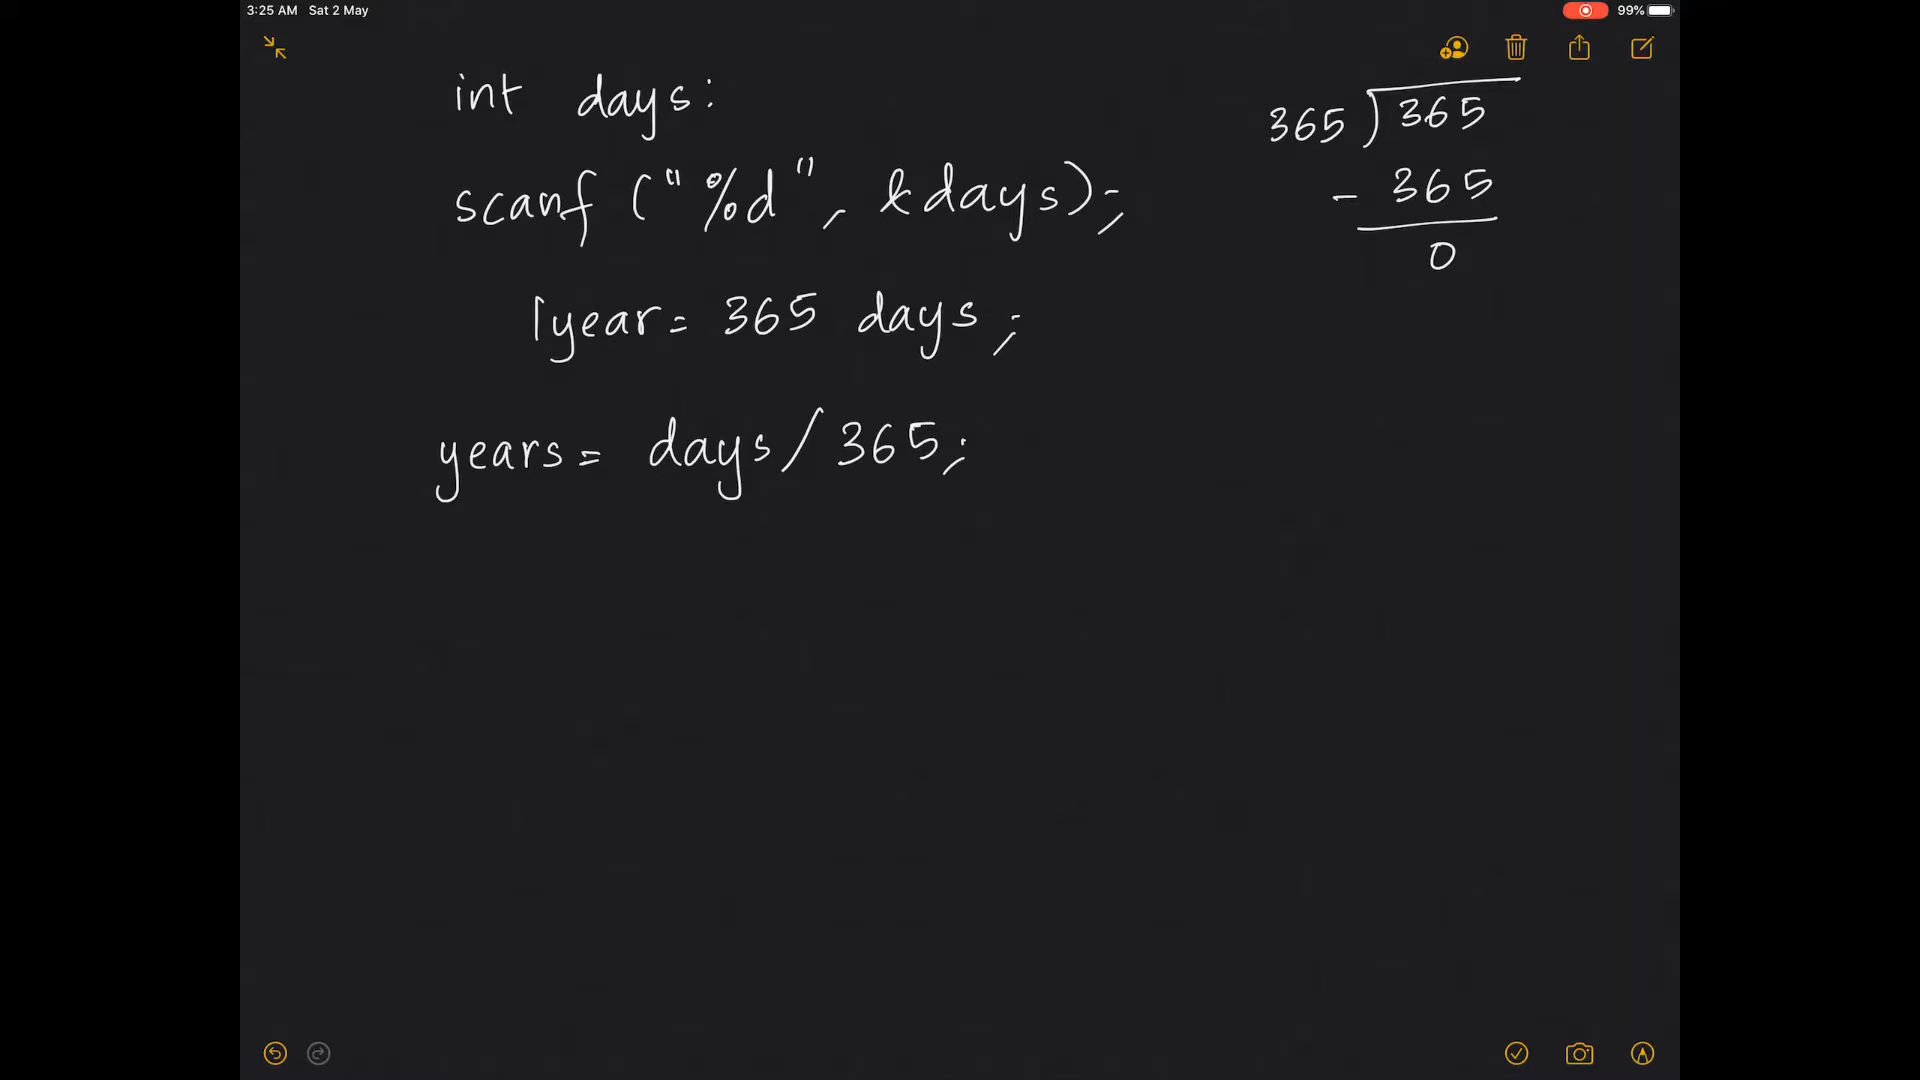 3:25 AM Sat 2 May
99%
int days:
scanf ("%d", &days);
1year = 365 days;
years = days/365;
365)365
- 365
0